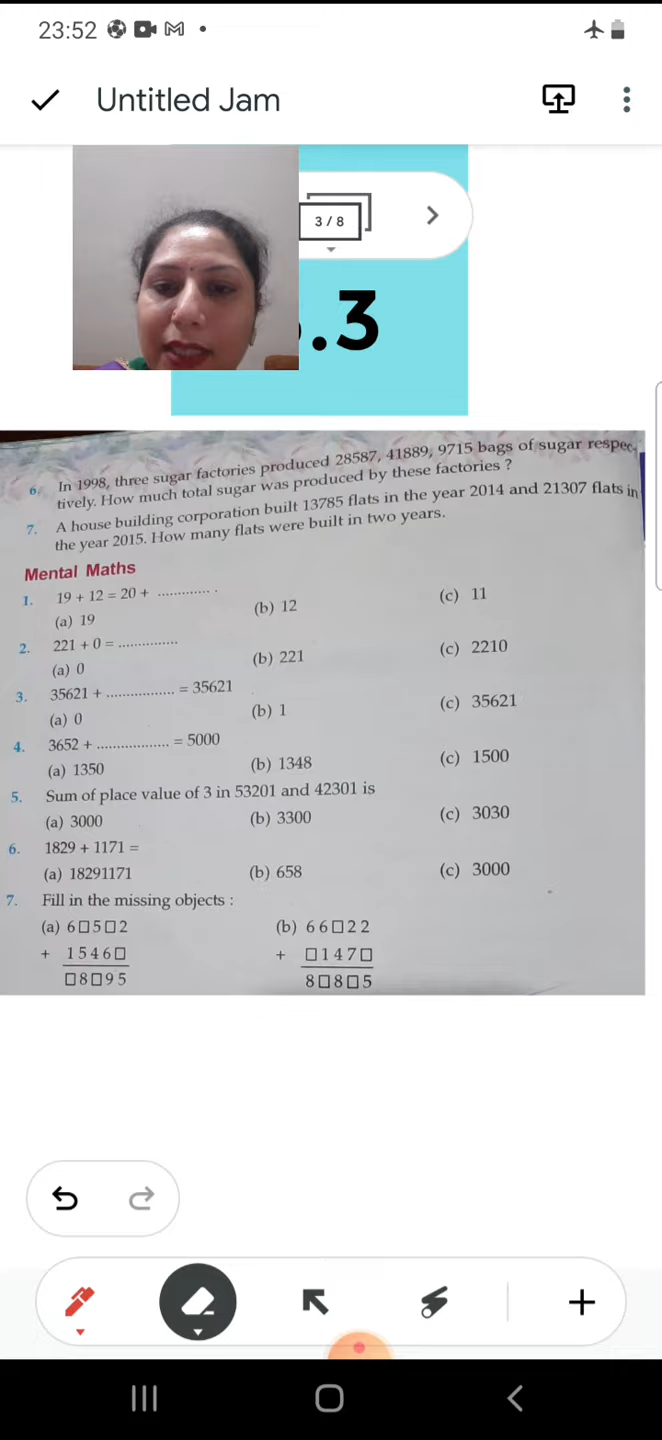 23:52
Untitled Jam
3 / 8
.3
6. In 1998, three sugar factories produced 28587, 41889, 9715 bags of sugar respec-
tively. How much total sugar was produced by these factories ?
7. A house building corporation built 13785 flats in the year 2014 and 21307 flats in
the year 2015. How many flats were built in two years.
Mental Maths
1. 19 + 12 = 20 + ............. .
(a) 19 (b) 12 (c) 11
2. 221 + 0 = ...............
(a) 0 (b) 221 (c) 2210
3. 35621 + ................. = 35621
(a) 0 (b) 1 (c) 35621
4. 3652 + .................. = 5000
(a) 1350 (b) 1348 (c) 1500
5. Sum of place value of 3 in 53201 and 42301 is
(a) 3000 (b) 3300 (c) 3030
6. 1829 + 1171 =
(a) 18291171 (b) 658 (c) 3000
7. Fill in the missing objects :
(a) 6□5□2 (b) 66□22
+ 1546□ + □147□
□8□95 8□8□5